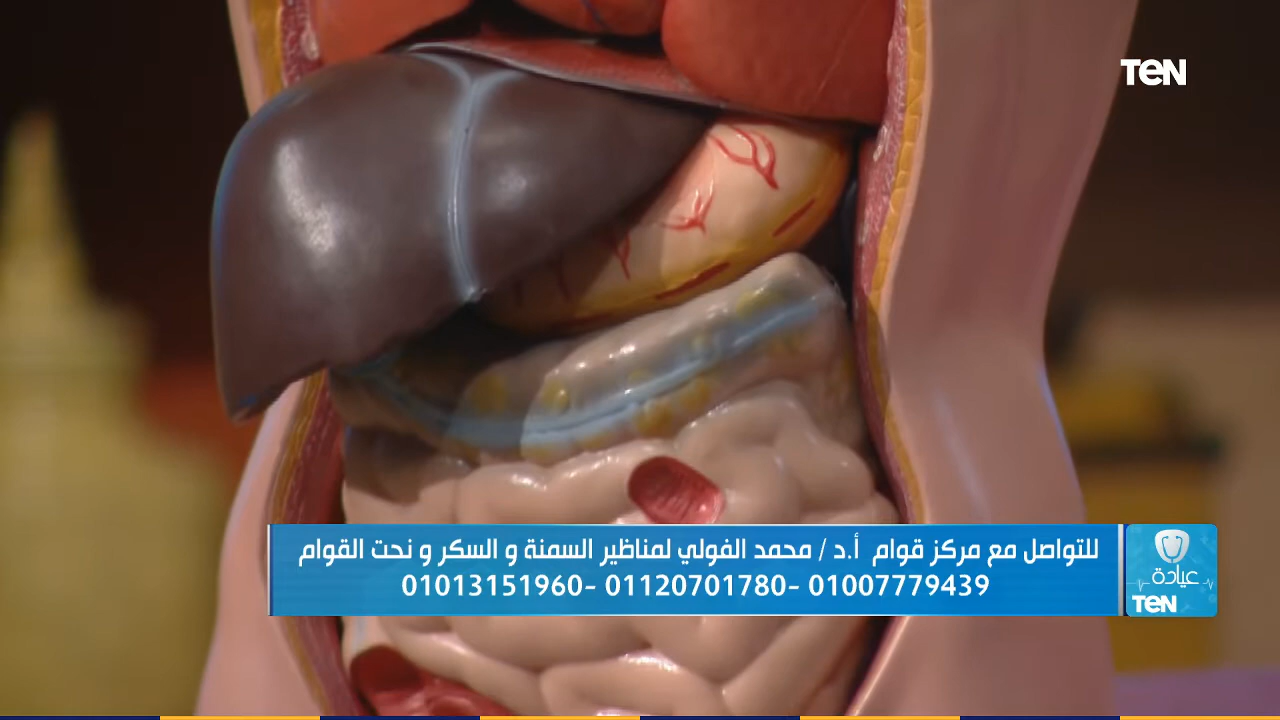 TEN
للتواصل مع مركز قوام أ.د / محمد الفولي لمناظير السمنة و السكر و نحت القوام
01013151960- 01120701780- 01007779439
عيادة
TEN